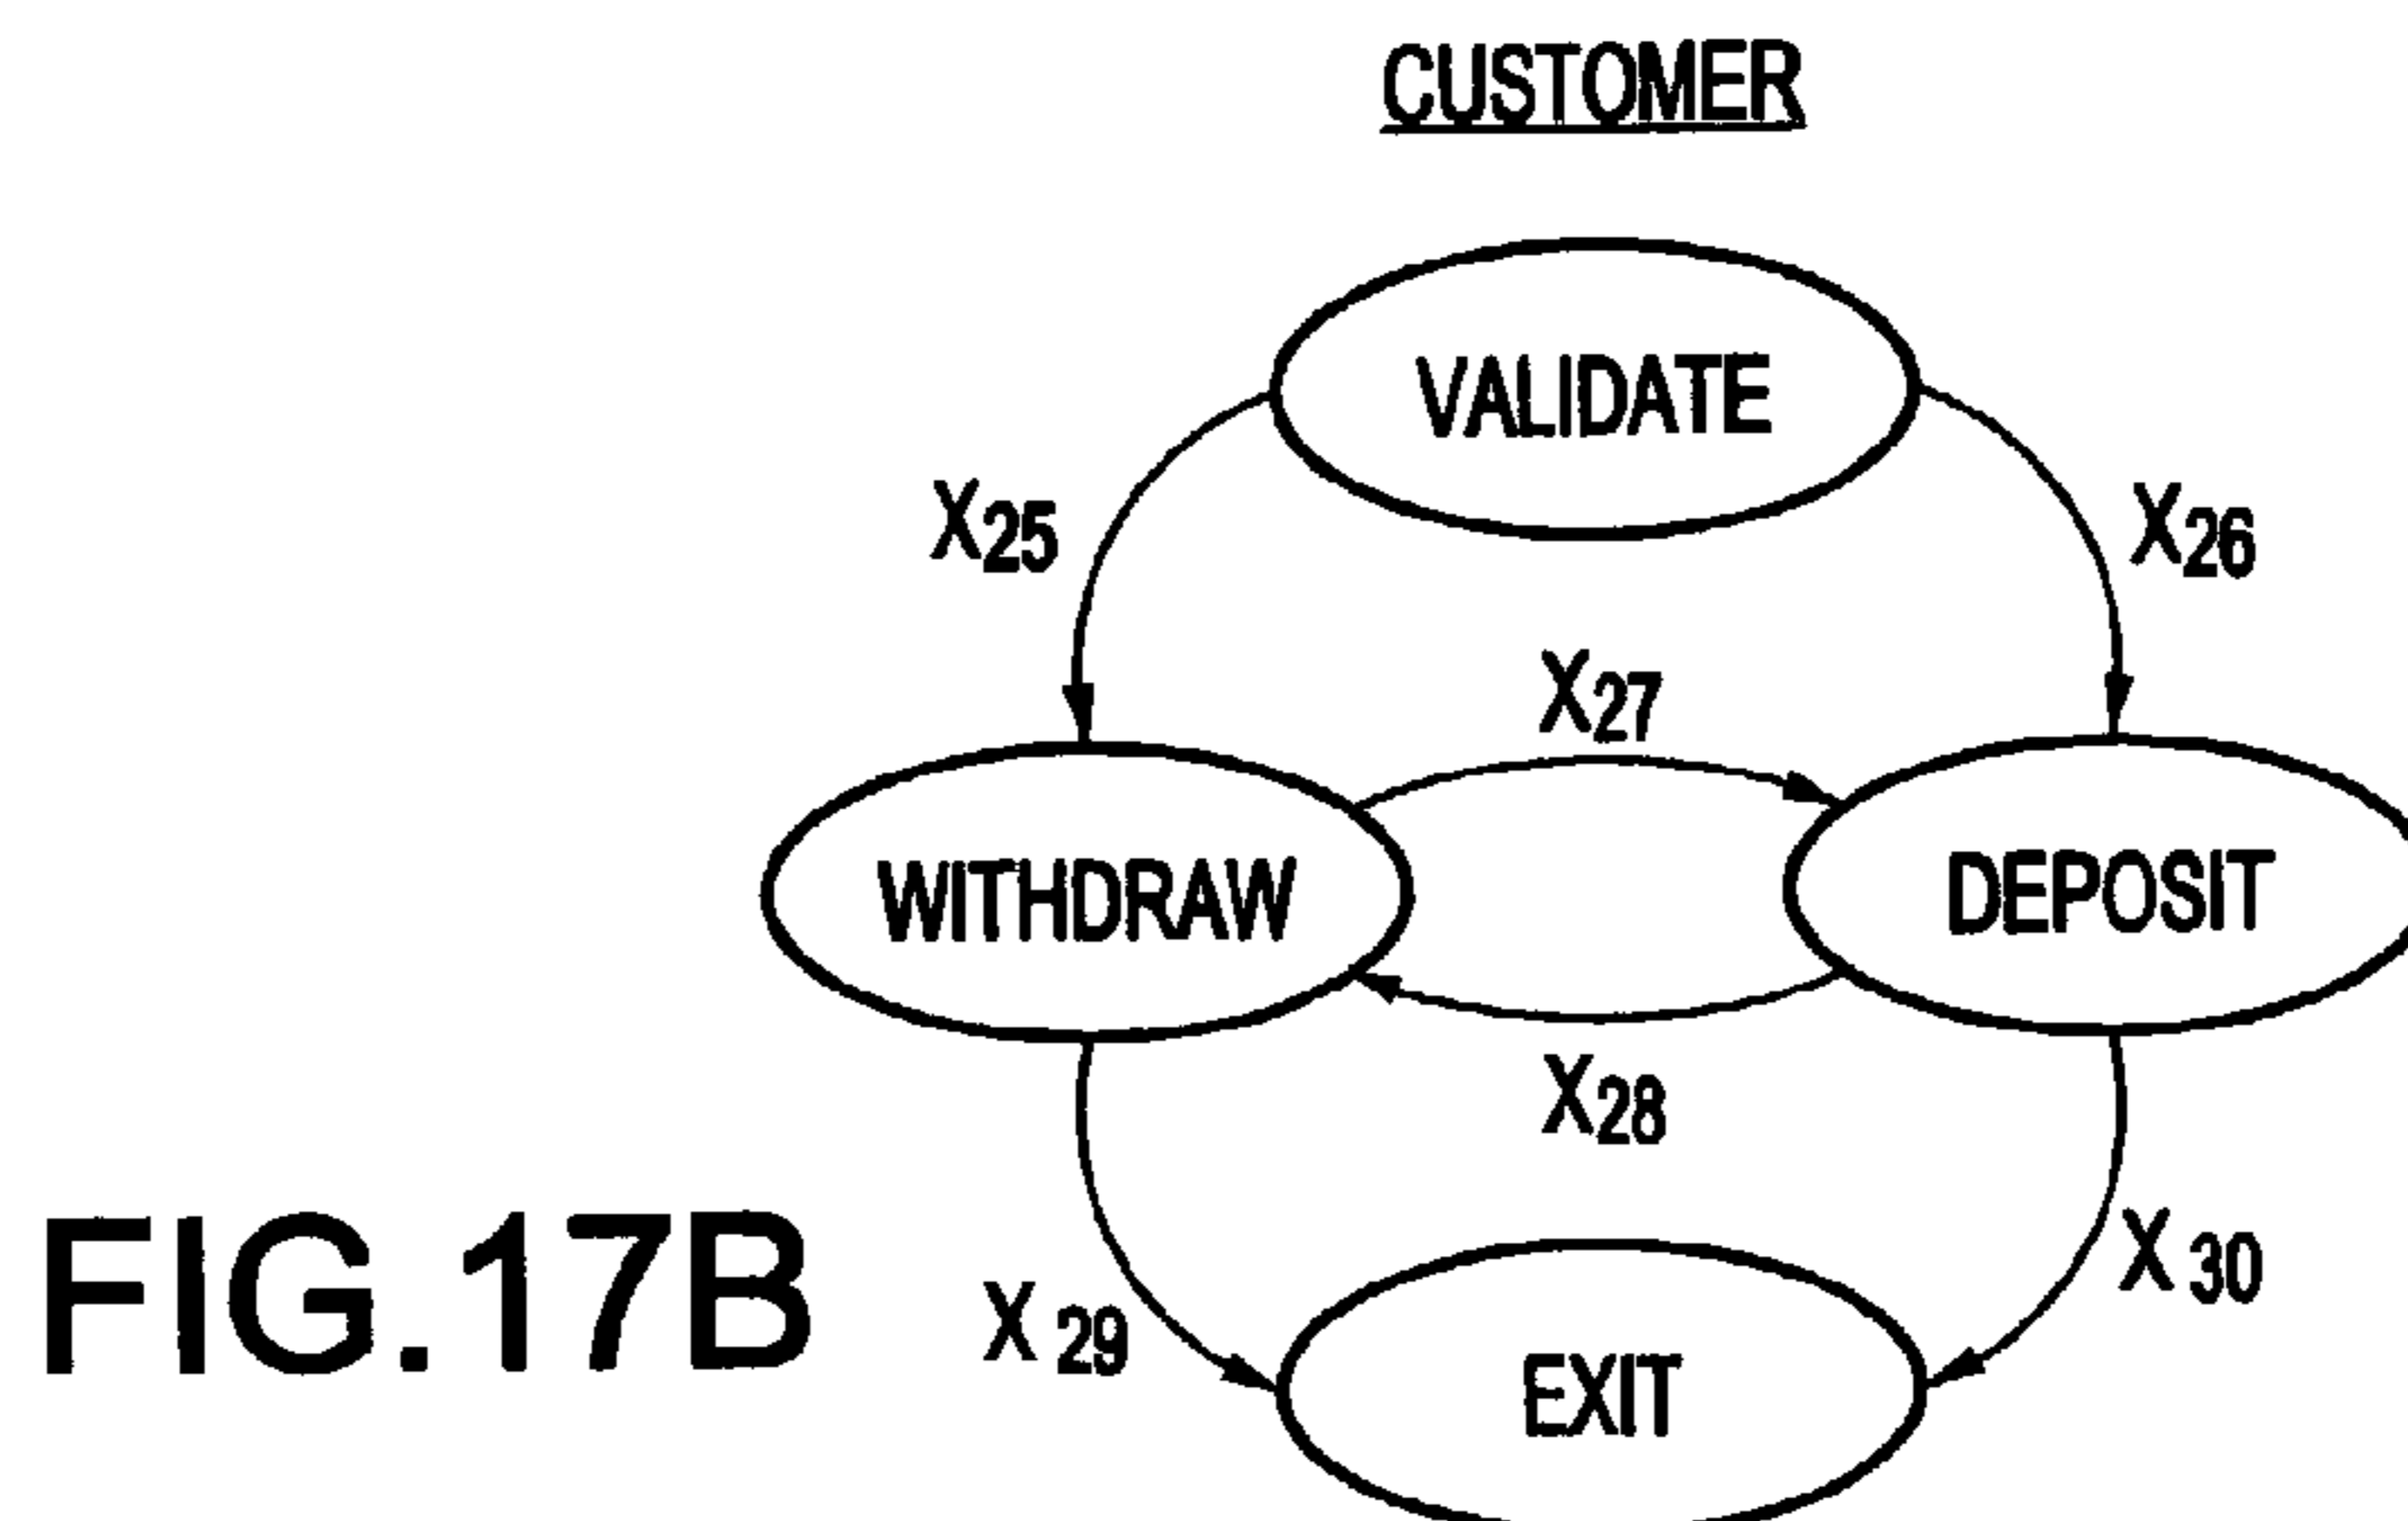 CUSTOMER
VALIDATE
X25
X26
X27
WITHDRAW
DEPOSIT
X28
X29
X30
EXIT
FIG.17B